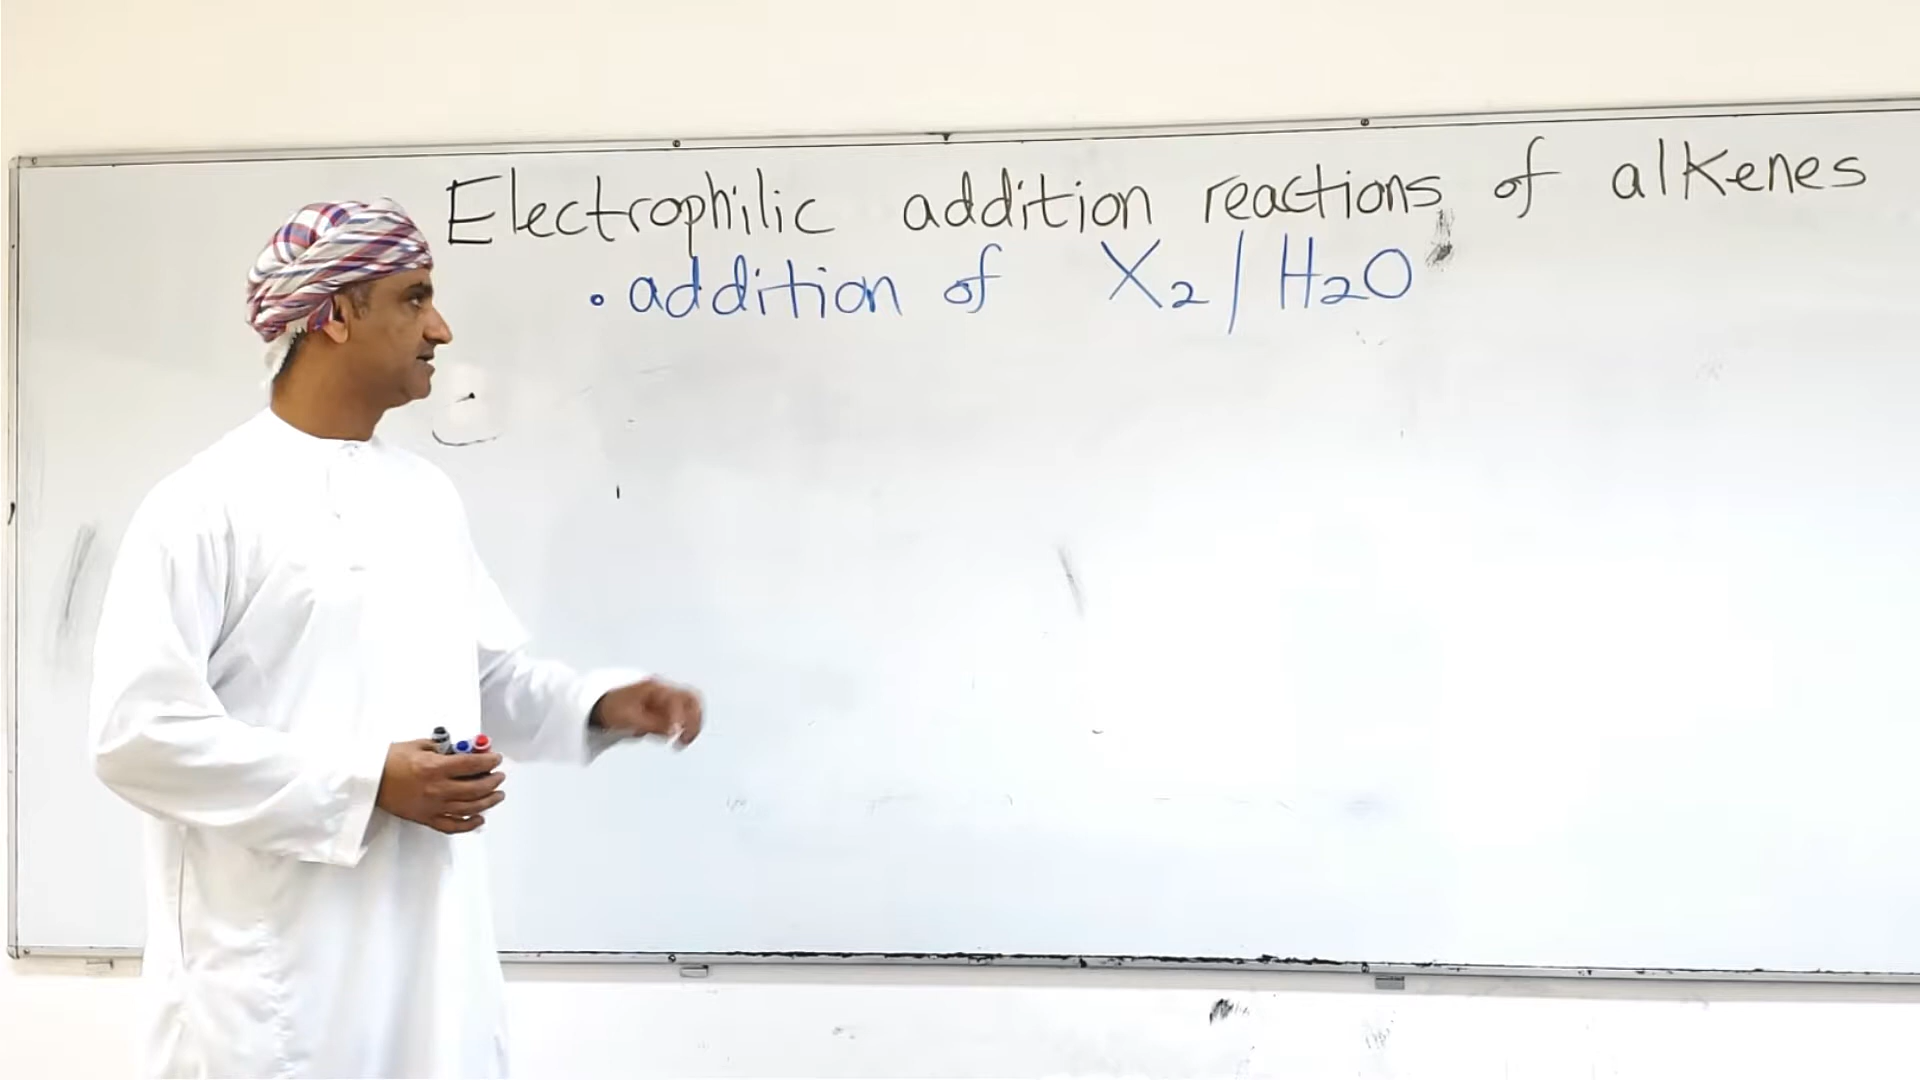 Electrophilic addition reactions of alkenes
• addition of X₂ / H₂O